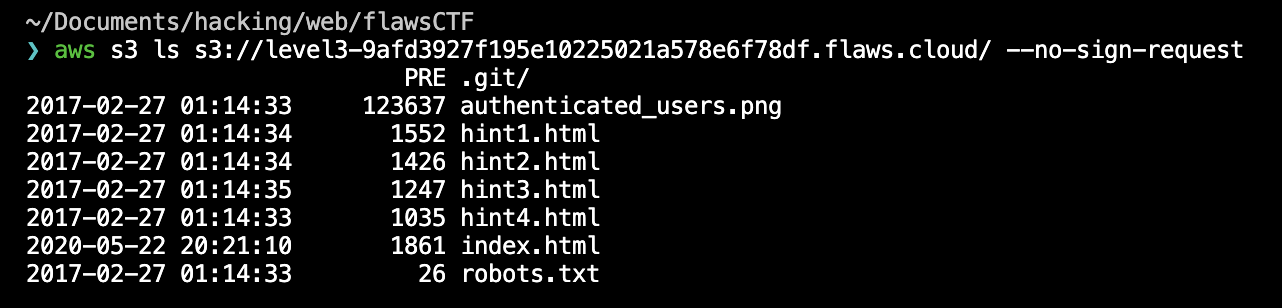 ~/Documents/hacking/web/flawsCTF
❯ aws s3 ls s3://level3-9afd3927f195e10225021a578e6f78df.flaws.cloud/ --no-sign-request
PRE .git/
2017-02-27 01:14:33 123637 authenticated_users.png
2017-02-27 01:14:34 1552 hint1.html
2017-02-27 01:14:34 1426 hint2.html
2017-02-27 01:14:35 1247 hint3.html
2017-02-27 01:14:33 1035 hint4.html
2020-05-22 20:21:10 1861 index.html
2017-02-27 01:14:33 26 robots.txt